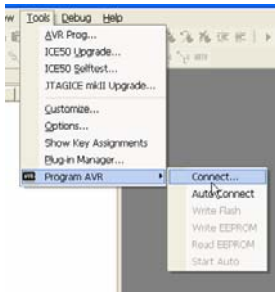 Tools Debug Help
AVR Prog...
ICE50 Upgrade...
ICE50 Selftest...
JTAGICE mkII Upgrade...
Customize...
Options...
Show Key Assignments
Plug-in Manager...
Program AVR
Connect...
Auto Connect
Write Flash
Write EEPROM
Read EEPROM
Start Auto